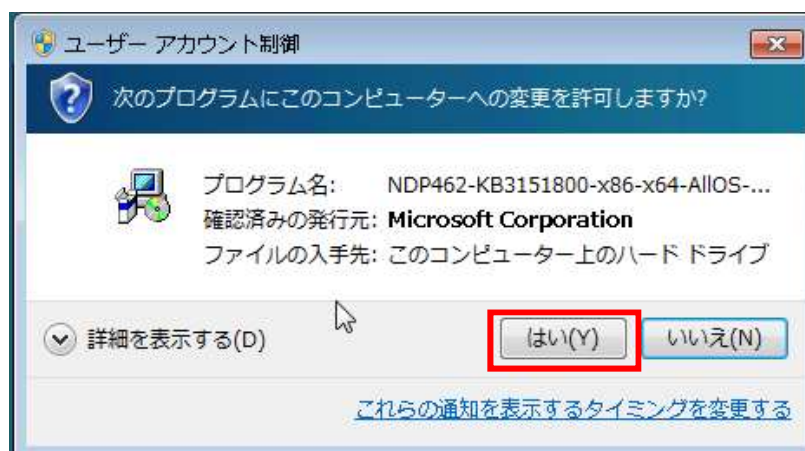 ユーザー アカウント制御
次のプログラムにこのコンピューターへの変更を許可しますか?
プログラム名: NDP462-KB3151800-x86-x64-AllOS-...
確認済みの発行元: Microsoft Corporation
ファイルの入手先: このコンピューター上のハード ドライブ
詳細を表示する(D) はい(Y) いいえ(N)
これらの通知を表示するタイミングを変更する